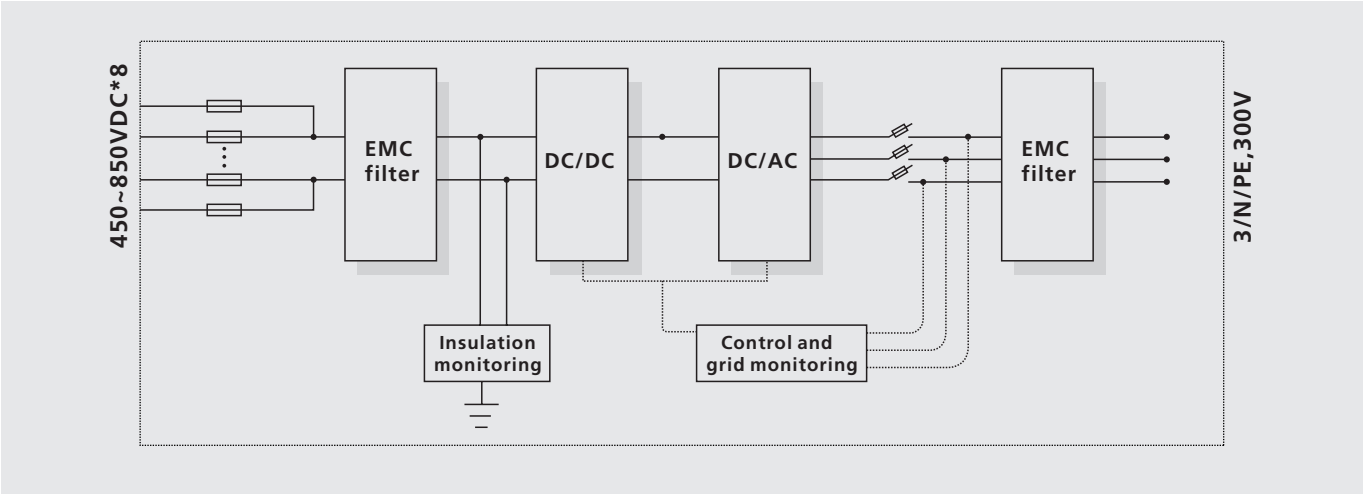 450~850VDC*8
EMC
filter
DC/DC
DC/AC
EMC
filter
3/N/PE,300V
Insulation
monitoring
Control and
grid monitoring